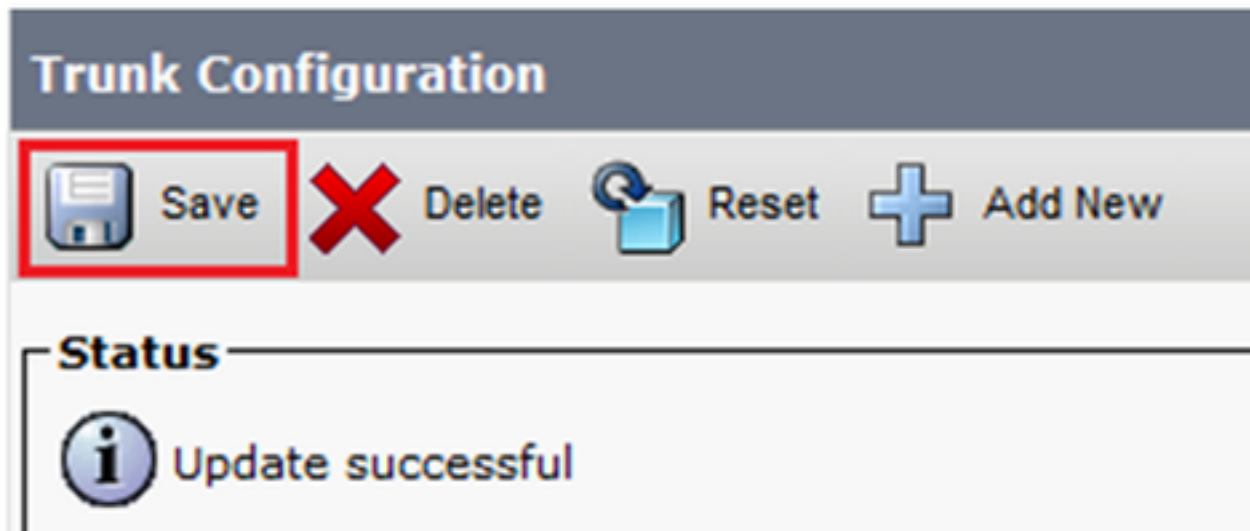 Trunk Configuration
Save Delete Reset Add New
Status
Update successful